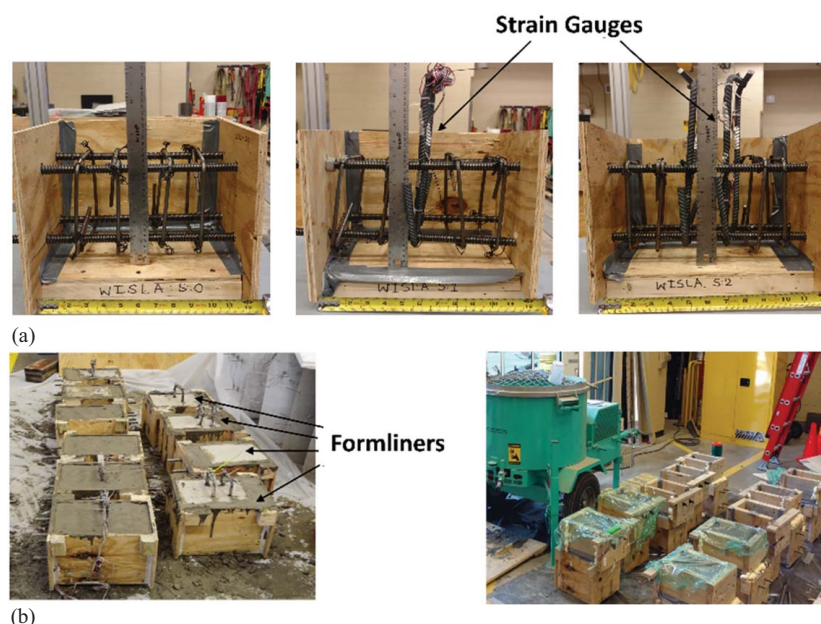 Strain Gauges
WISLA 5.0
WISLA 5.1
WISLA 5.2
(a)
Formliners
(b)